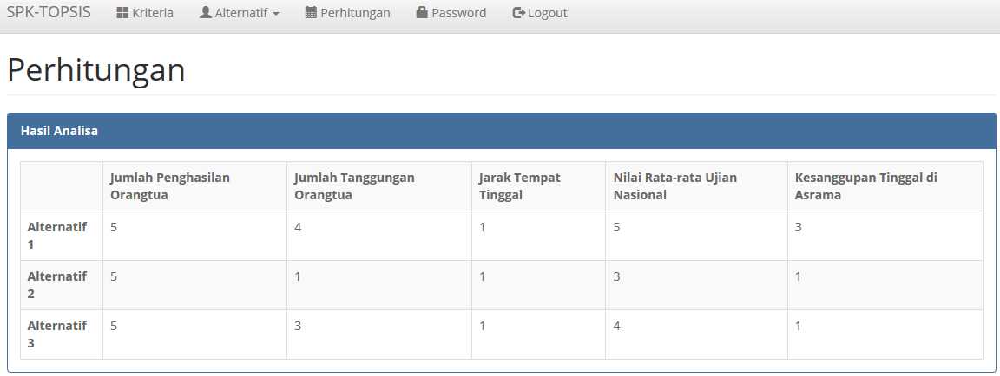 SPK-TOPSIS Kriteria Alternatif Perhitungan Password Logout
Perhitungan
Hasil Analisa
Jumlah Penghasilan Orangtua Jumlah Tanggungan Orangtua Jarak Tempat Tinggal Nilai Rata-rata Ujian Nasional Kesanggupan Tinggal di Asrama
Alternatif 1 5 4 1 5 3
Alternatif 2 5 1 1 3 1
Alternatif 3 5 3 1 4 1